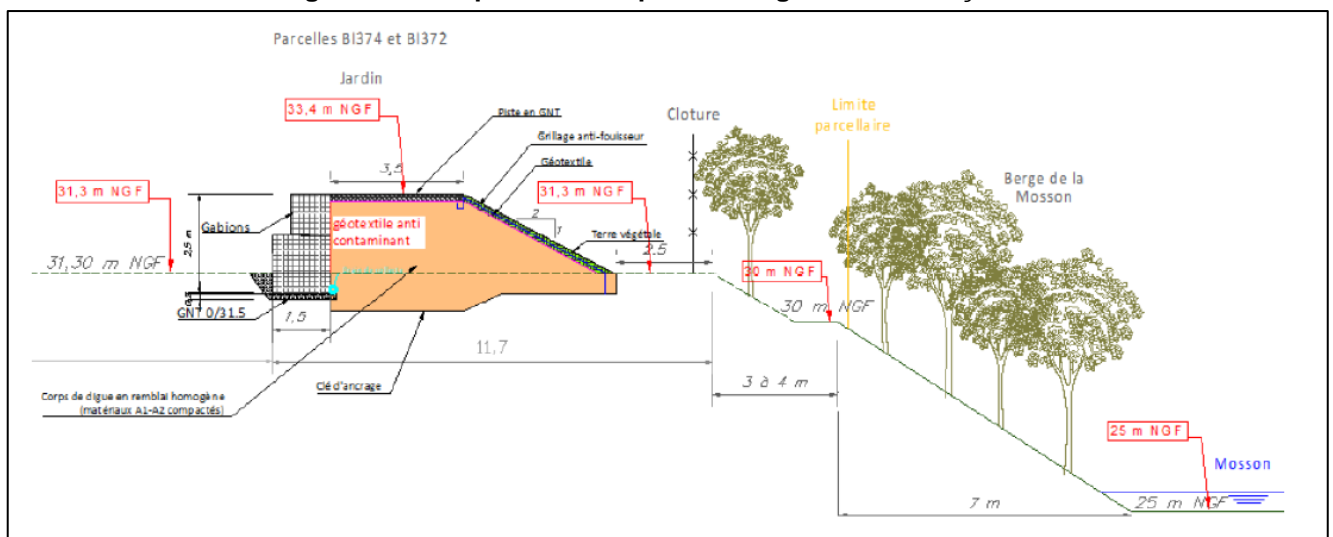 Parcelles BI374 et BI372
Jardin
33,4 m NGF
Piste en GNT
Grillage anti-fouisseur
Géotextile
Cloture
Limite
parcellaire
Berge de la
Mosson
3,5
31,3 m NGF
31,3 m NGF
Gabions
2,5 m
géotextile anti
contaminant
2
1
Terre végétale
2.5
31,30 m NGF
30 m NGF
30 m NGF
GNT 0/31.5
1,5
11,7
Clé d'ancrage
3 à 4 m
Corps de digue en remblai homogène
(matériaux A1-A2 compactés)
25 m NGF
Mosson
7 m
25 m NGF